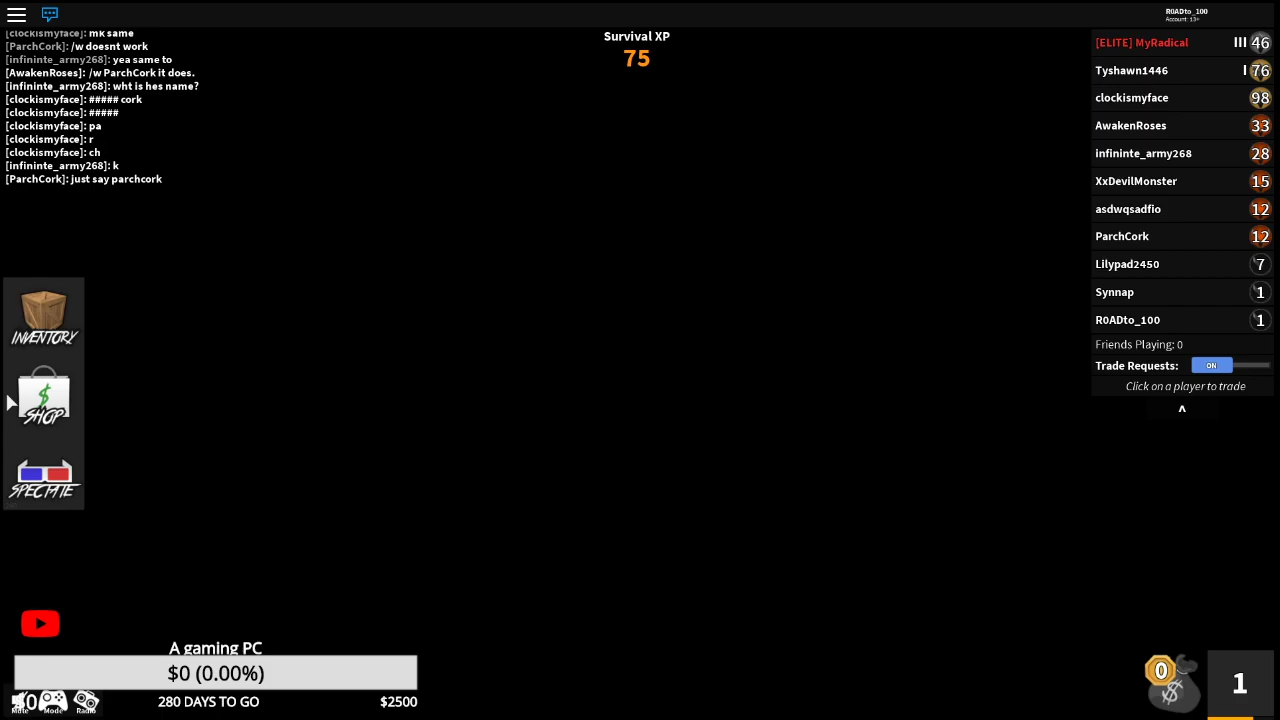 R0ADto_100
Account: 13+
[clockismyface]: mk same
[ParchCork]: /w doesnt work
[infininte_army268]: yea same to
[AwakenRoses]: /w ParchCork it does.
[infininte_army268]: wht is hes name?
[clockismyface]: ##### cork
[clockismyface]: #####
[clockismyface]: pa
[clockismyface]: r
[clockismyface]: ch
[infininte_army268]: k
[ParchCork]: just say parchcork
Survival XP
75
[ELITE] MyRadical III 46
Tyshawn1446 I 76
clockismyface 98
AwakenRoses 33
infininte_army268 28
XxDevilMonster 15
asdwqsadfio 12
ParchCork 12
Lilypad2450 7
Synnap 1
R0ADto_100 1
Friends Playing: 0
Trade Requests: ON
Click on a player to trade
INVENTORY
$
SHOP
SPECTATE
A gaming PC
$0 (0.00%)
280 DAYS TO GO
$2500
Mute
Mode
Radio
0
$
1